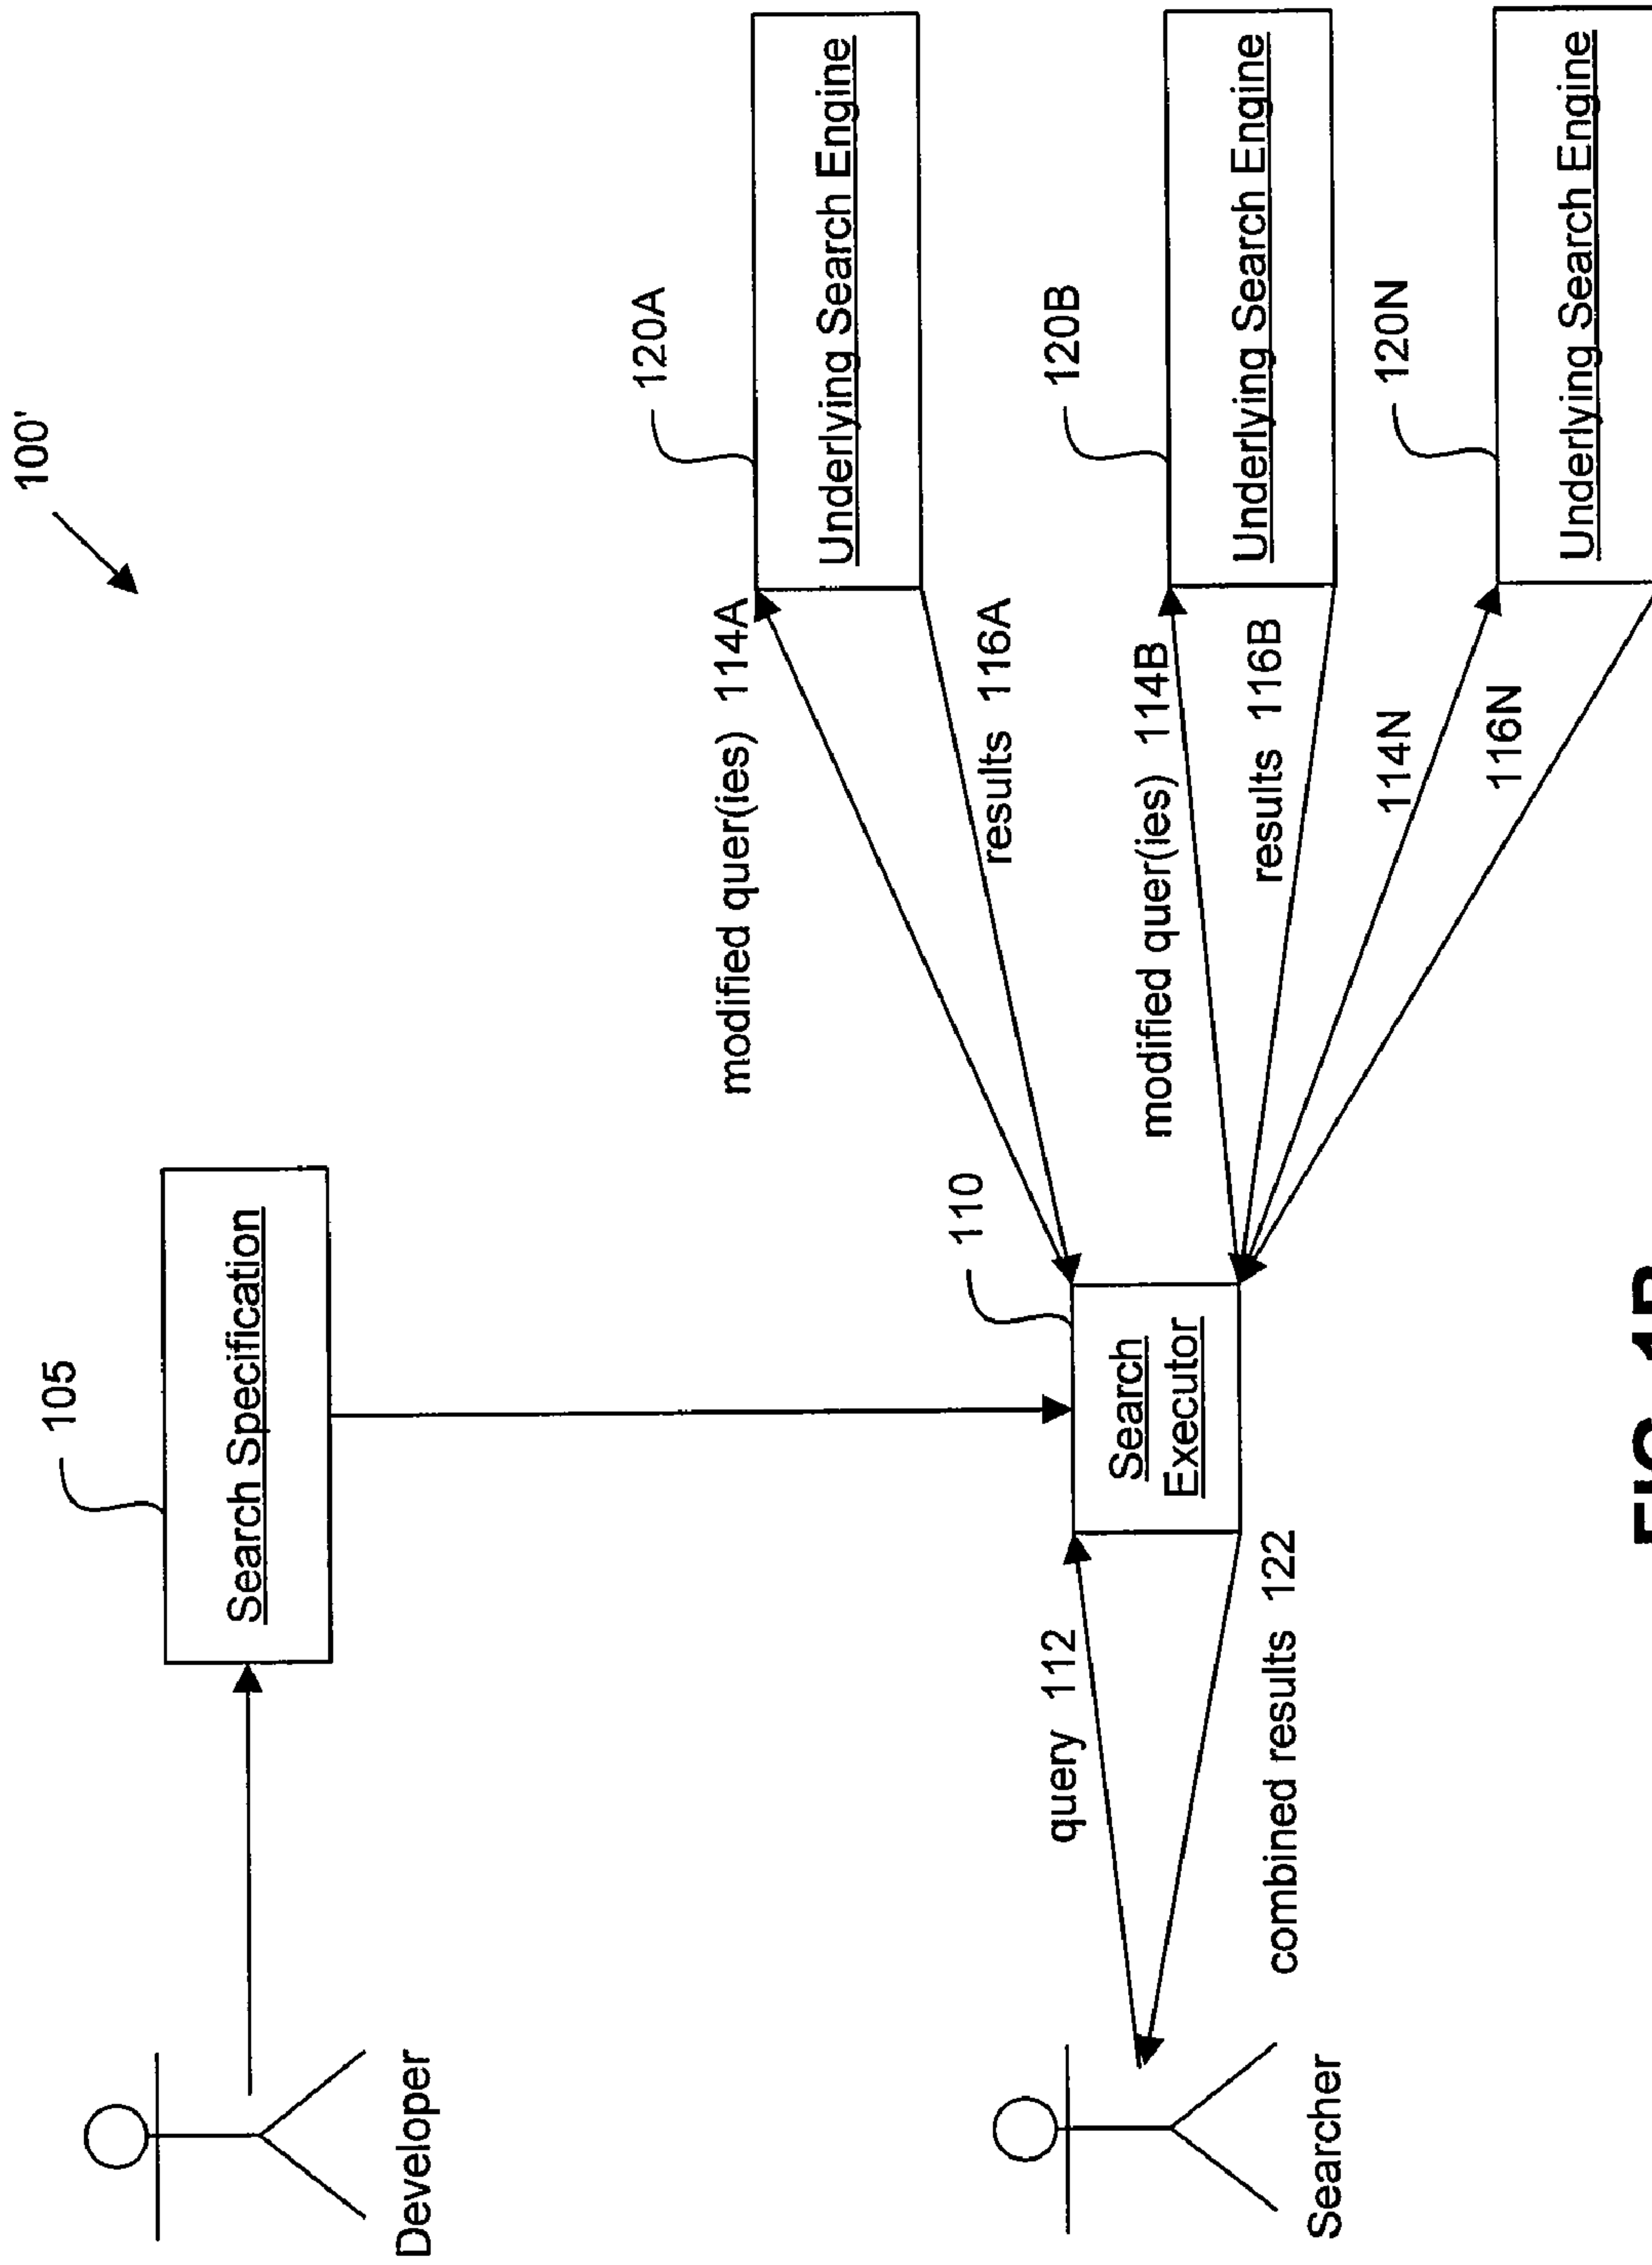 100'
105
Search Specification
Developer
120A
modified quer(ies) 114A
Underlying Search Engine
110
results 116A
query 112
120B
Search
Executor
modified quer(ies) 114B
Underlying Search Engine
results 116B
combined results 122
Searcher
120N
114N
116N
Underlying Search Engine